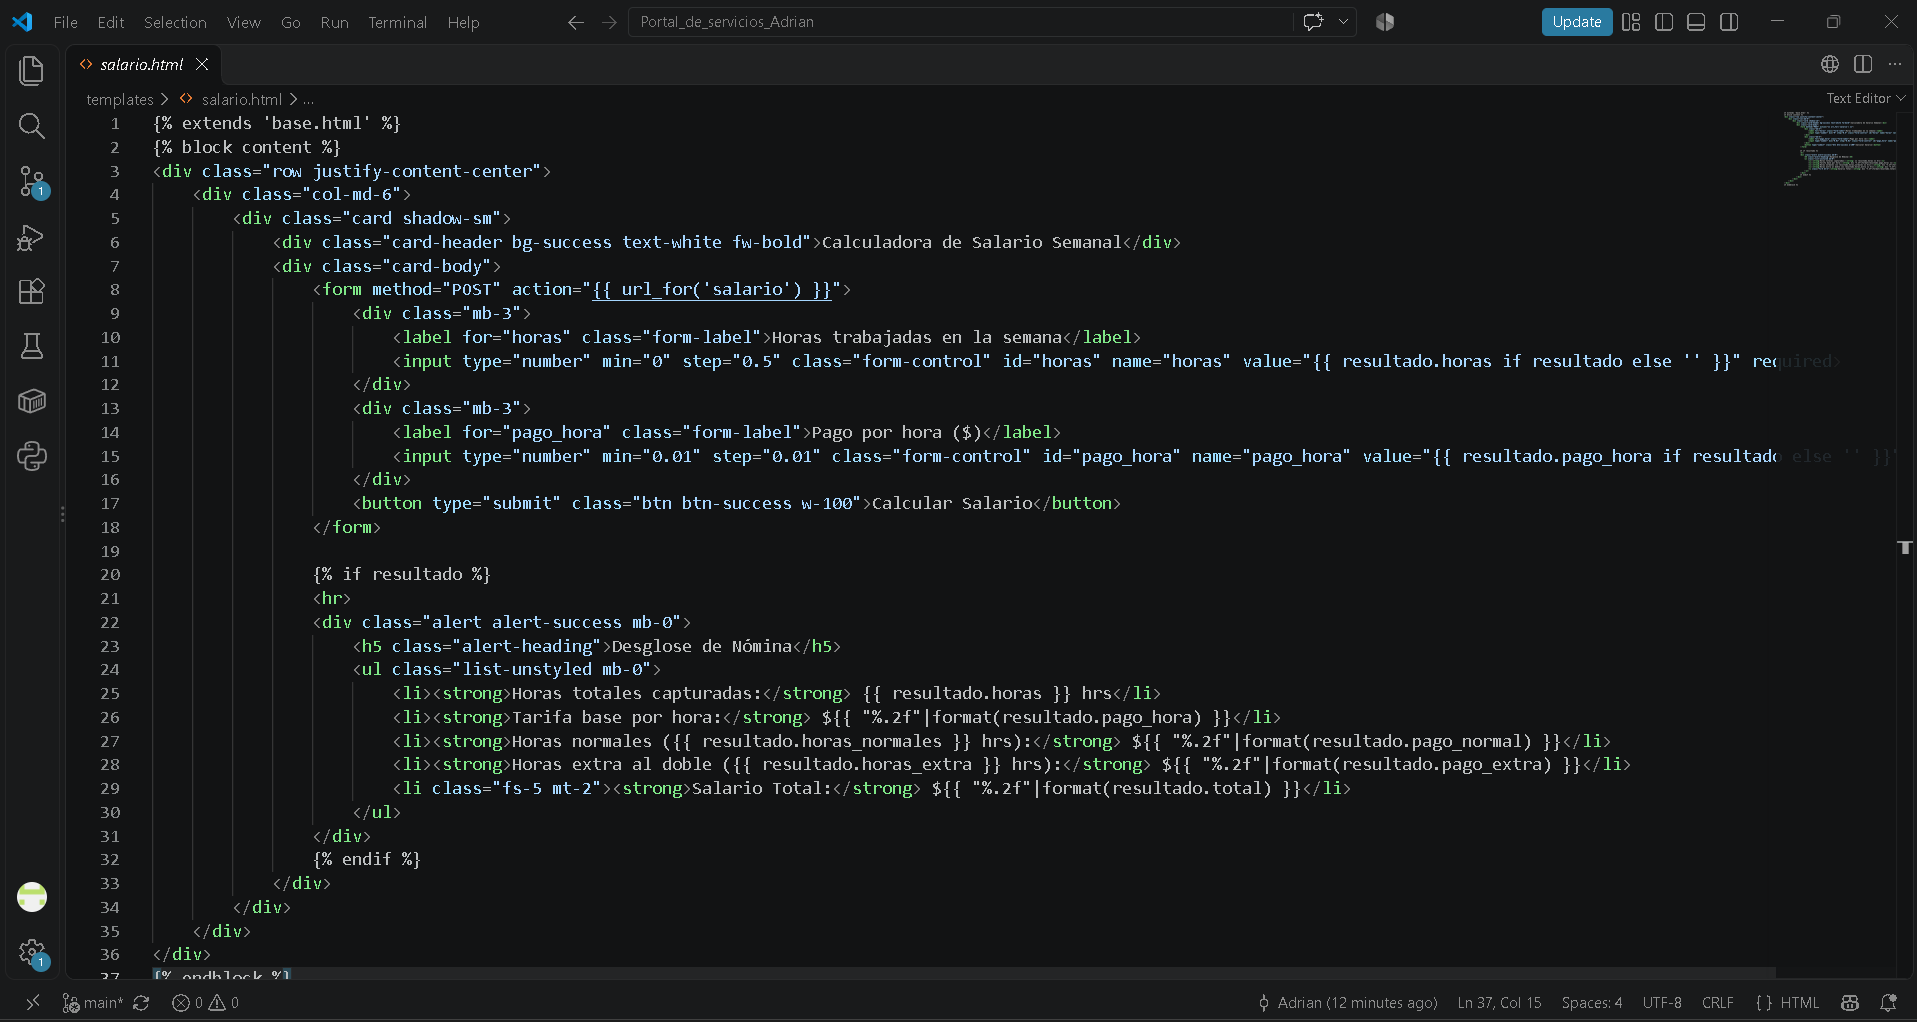 File Edit Selection View Go Run Terminal Help
Portal_de_servicios_Adrian
Update
salario.html
templates > salario.html > ...
Text Editor
1 {% extends 'base.html' %}
2 {% block content %}
3 <div class="row justify-content-center">
4 <div class="col-md-6">
5 <div class="card shadow-sm">
6 <div class="card-header bg-success text-white fw-bold">Calculadora de Salario Semanal</div>
7 <div class="card-body">
8 <form method="POST" action="{{ url_for('salario') }}">
9 <div class="mb-3">
10 <label for="horas" class="form-label">Horas trabajadas en la semana</label>
11 <input type="number" min="0" step="0.5" class="form-control" id="horas" name="horas" value="{{ resultado.horas if resultado else '' }}" required>
12 </div>
13 <div class="mb-3">
14 <label for="pago_hora" class="form-label">Pago por hora ($)</label>
15 <input type="number" min="0.01" step="0.01" class="form-control" id="pago_hora" name="pago_hora" value="{{ resultado.pago_hora if resultado else '' }}"
16 </div>
17 <button type="submit" class="btn btn-success w-100">Calcular Salario</button>
18 </form>
19
20 {% if resultado %}
21 <hr>
22 <div class="alert alert-success mb-0">
23 <h5 class="alert-heading">Desglose de Nómina</h5>
24 <ul class="list-unstyled mb-0">
25 <li><strong>Horas totales capturadas:</strong> {{ resultado.horas }} hrs</li>
26 <li><strong>Tarifa base por hora:</strong> ${{ "%.2f"|format(resultado.pago_hora) }}</li>
27 <li><strong>Horas normales ({{ resultado.horas_normales }} hrs):</strong> ${{ "%.2f"|format(resultado.pago_normal) }}</li>
28 <li><strong>Horas extra al doble ({{ resultado.horas_extra }} hrs):</strong> ${{ "%.2f"|format(resultado.pago_extra) }}</li>
29 <li class="fs-5 mt-2"><strong>Salario Total:</strong> ${{ "%.2f"|format(resultado.total) }}</li>
30 </ul>
31 </div>
32 {% endif %}
33 </div>
34 </div>
35 </div>
36 </div>
37 {% endblock %}
1
1
main* 0 0 Adrian (12 minutes ago) Ln 37, Col 15 Spaces: 4 UTF-8 CRLF {} HTML